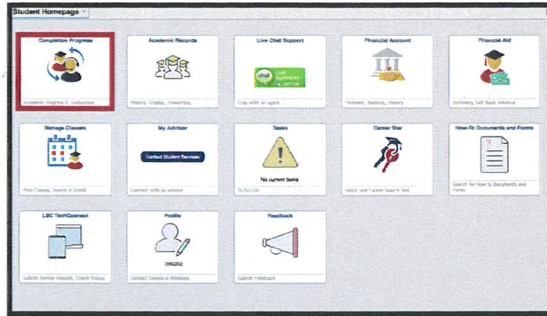 Student Homepage
Completion Progress
Academic Progress & Graduation
Academic Records
History, Grades, Transcripts
Live Chat Support
chat LIVE SUPPORT
Chat with an agent
Financial Account
Payment, Balance, History
Financial Aid
Summary,
Manage Classes
Plan Classes, Search & Enroll
My Advisor
Contact Student Services
Connect with an advisor
Tasks
No current tasks
To Do List
Career Star
Major and Career Search Tool
How-To Documents and Forms
Search for How to Documents and
Forms
LBC TechConnect
Submit Service Request, Check Status
Profile
Contact Details &
Feedback
Submit Feedback